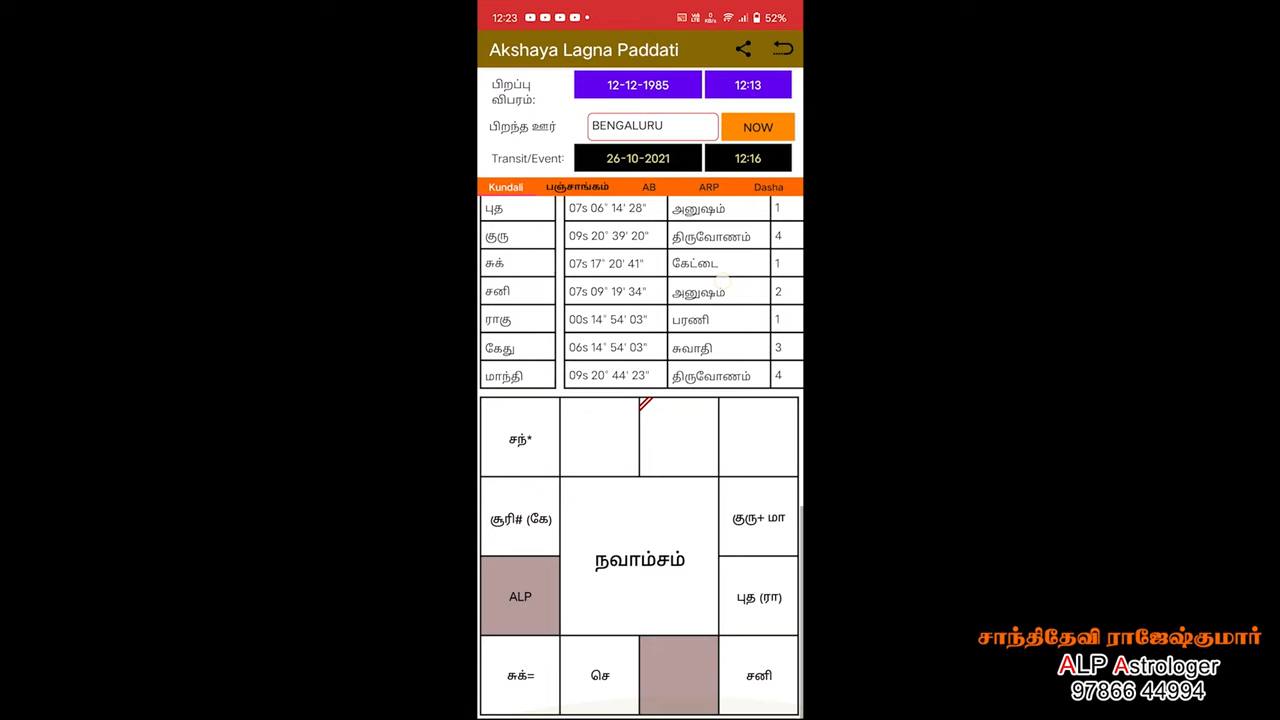 12:23 52%
Akshaya Lagna Paddati
பிறப்பு
விபரம்:
12-12-1985 12:13
பிறந்த ஊர் BENGALURU NOW
Transit/Event: 26-10-2021 12:16
Kundali பஞ்சாங்கம் AB ARP Dasha
புத 07s 06° 14' 28" அனுஷம் 1
குரு 09s 20° 39' 20" திருவோணம் 4
சுக் 07s 17° 20' 41" கேட்டை 1
சனி 07s 09° 19' 34" அனுஷம் 2
ராகு 00s 14° 54' 03" பரணி 1
கேது 06s 14° 54' 03" சுவாதி 3
மாந்தி 09s 20° 44' 23" திருவோணம் 4
சந்*
சூரி# (கே) குரு+ மா
நவாம்சம்
ALP புத (ரா)
சுக்= செ சனி
சாந்திதேவி ராஜேஷ்குமார்
ALP Astrologer
97866 44994